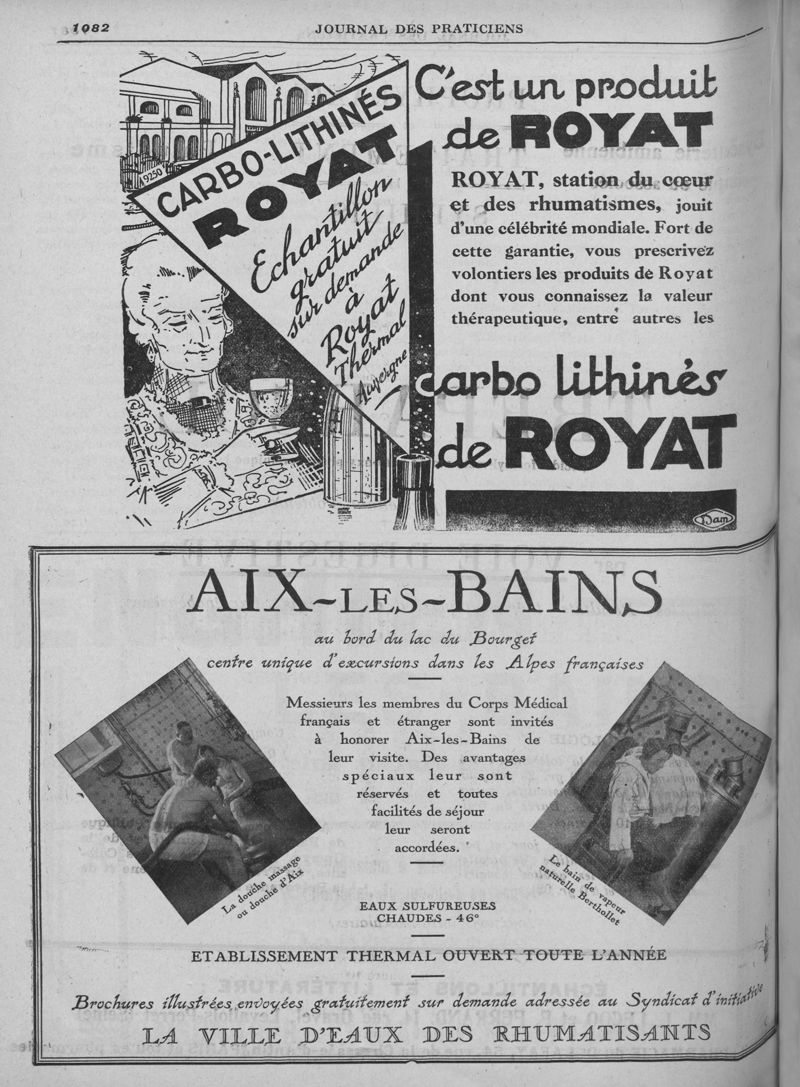 1082
JOURNAL DES PRATICIENS
9250
CARBO-LITHINÉS
ROYAT
Echantillon
gratuit
sur demande
à
Royat
Thermal
Auvergne
C'est un produit
de ROYAT
ROYAT, station du cœur
et des rhumatismes, jouit
d'une célébrité mondiale. Fort de
cette garantie, vous prescrivez
volontiers les produits de Royat
dont vous connaissez la valeur
thérapeutique, entre autres les
carbo lithinés
de ROYAT
Dam
AIX-LES-BAINS
au bord du lac du Bourget
centre unique d'excursions dans les Alpes françaises
Messieurs les membres du Corps Médical
français et étranger sont invités
à honorer Aix-les-Bains de
leur visite. Des avantages
spéciaux leur sont
réservés et toutes
facilités de séjour
leur seront
accordées.
La douche massage
ou douche d'Aix
Le bain de vapeur
naturelle Berthollet
EAUX SULFUREUSES
CHAUDES - 46°
ETABLISSEMENT THERMAL OUVERT TOUTE L'ANNÉE
Brochures illustrées envoyées gratuitement sur demande adressée au Syndicat d'initiative
LA VILLE D'EAUX DES RHUMATISANTS